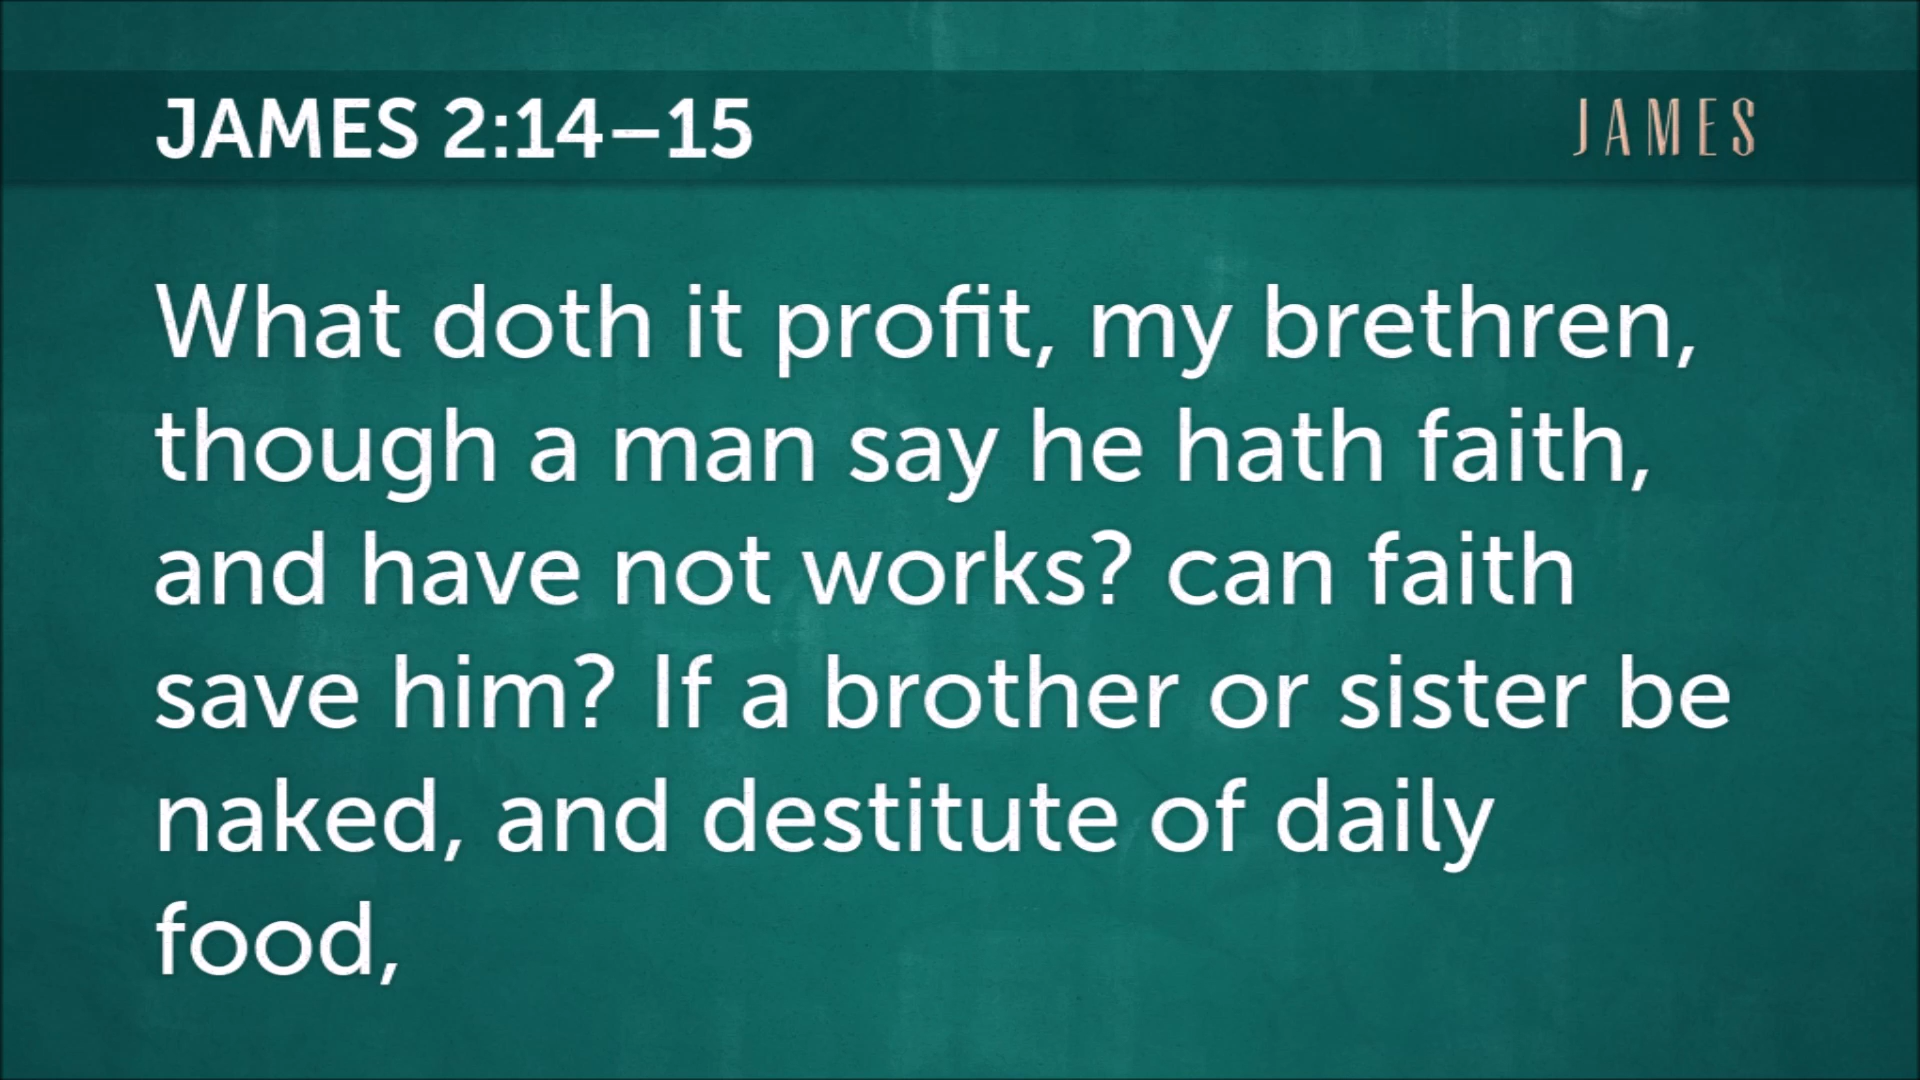 JAMES 2:14–15
JAMES
What doth it profit, my brethren,
though a man say he hath faith,
and have not works? can faith
save him? If a brother or sister be
naked, and destitute of daily
food,